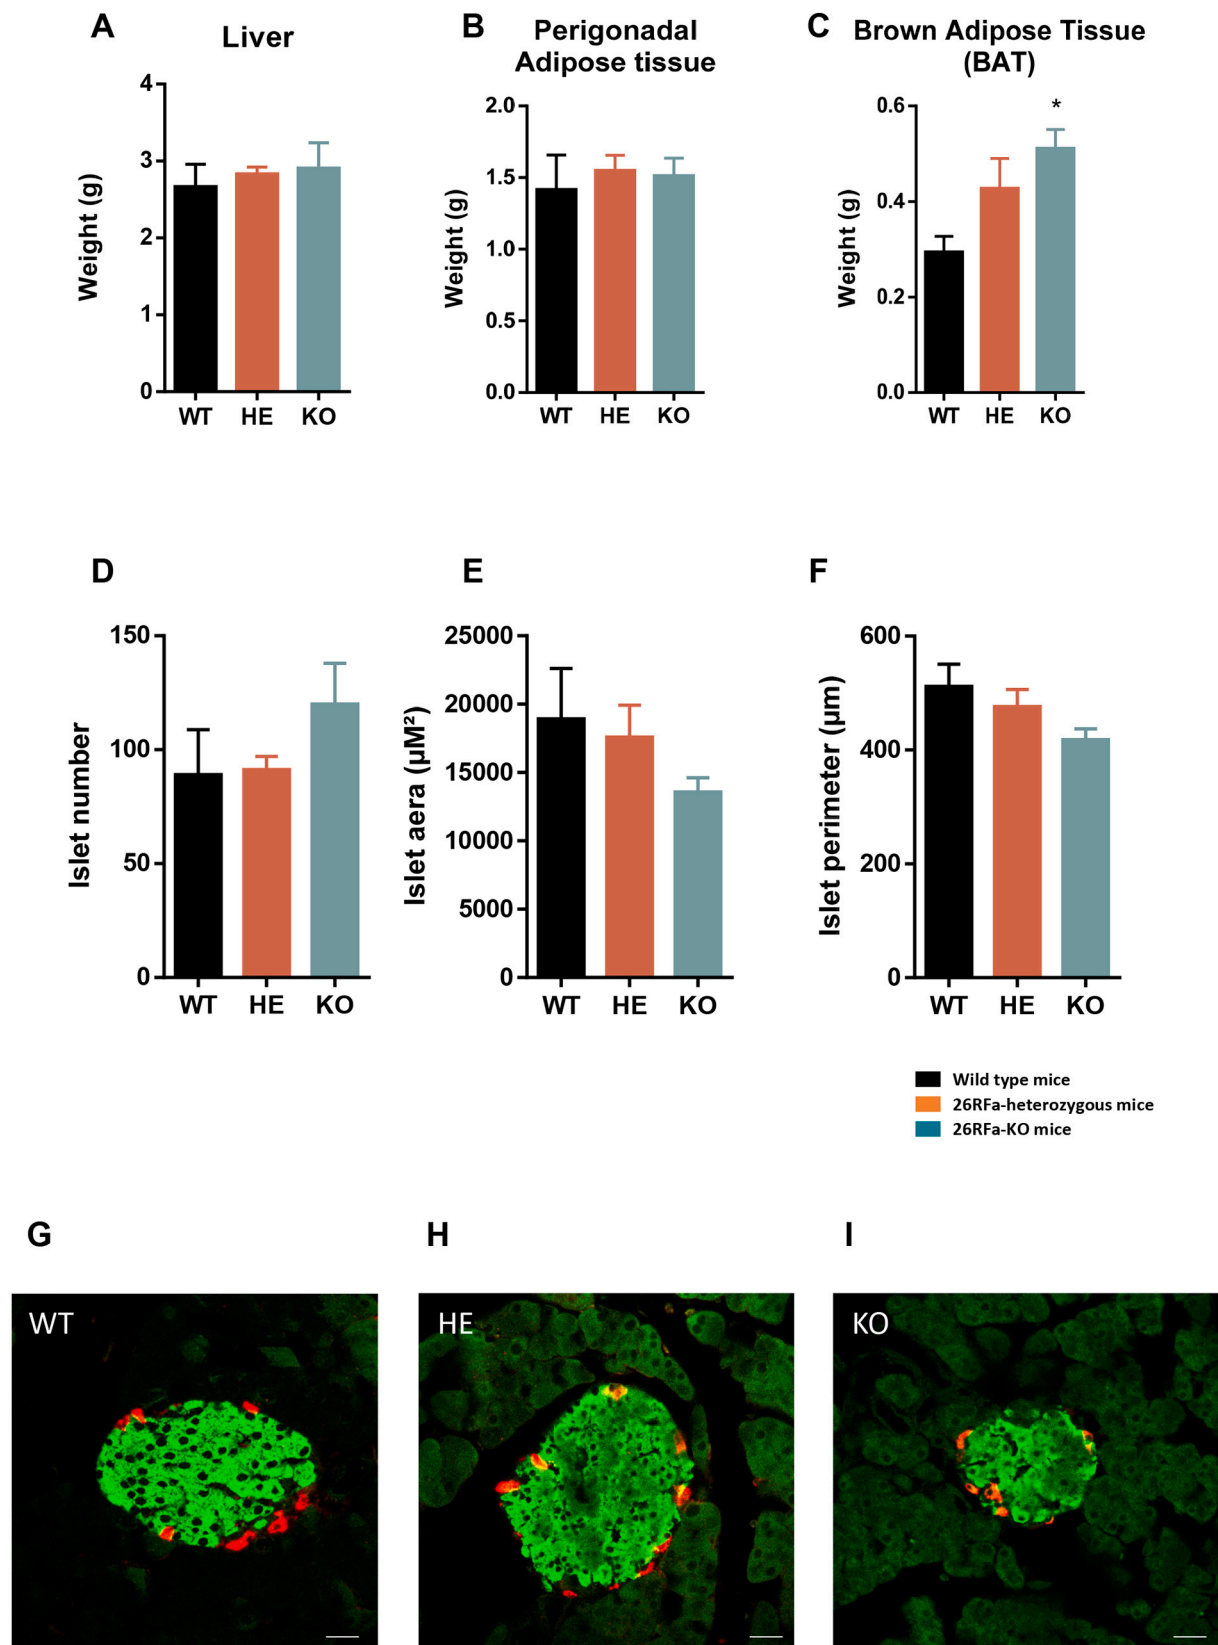 A
Liver
Weight (g)
4
3
2
1
0
WT HE KO
B
Perigonadal
Adipose tissue
Weight (g)
2.0
1.5
1.0
0.5
0.0
WT HE KO
C
Brown Adipose Tissue
(BAT)
Weight (g)
0.6
0.4
0.2
0.0
*
WT HE KO
D
Islet number
150
100
50
0
WT HE KO
E
Islet aera (µM²)
25000
20000
15000
10000
5000
0
WT HE KO
F
Islet perimeter (µm)
600
400
200
0
WT HE KO
Wild type mice
26RFa-heterozygous mice
26RFa-KO mice
G
WT
H
HE
I
KO